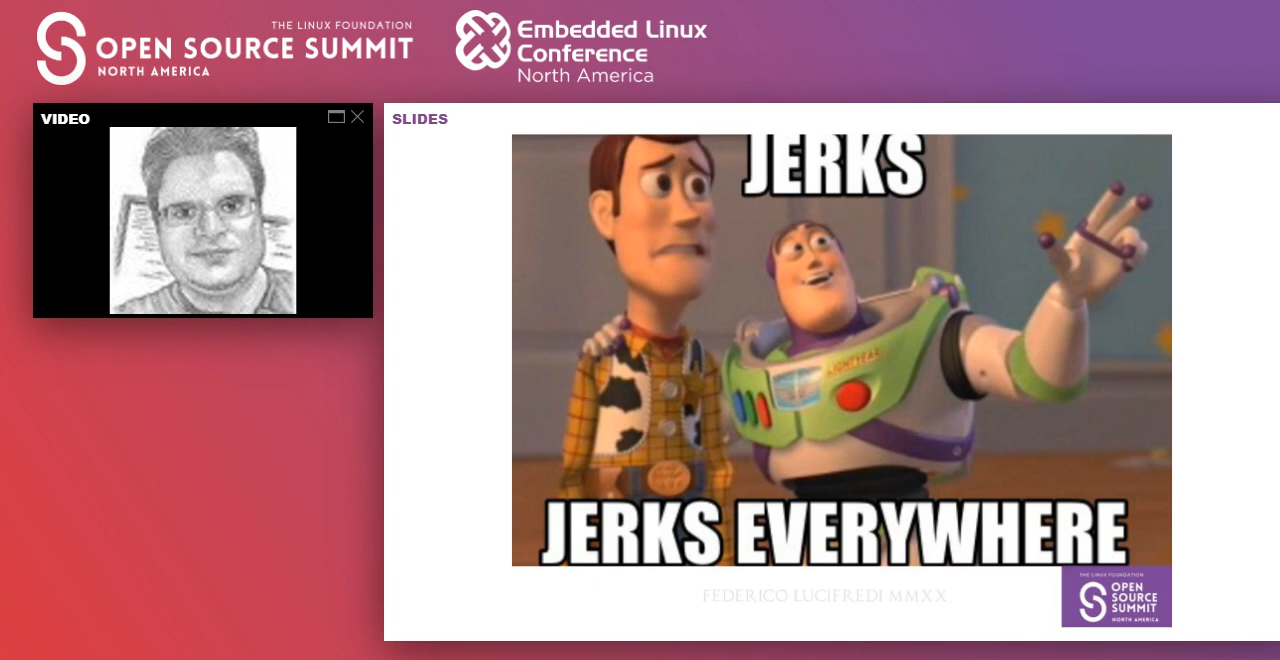 THE LINUX FOUNDATION
OPEN SOURCE SUMMIT
NORTH AMERICA
Embedded Linux
Conference
North America
VIDEO
SLIDES
JERKS
LIGHTYEAR
JERKS EVERYWHERE
FEDERICO LUCIFREDI MMXX
THE LINUX FOUNDATION
OPEN
SOURCE
SUMMIT
NORTH AMERICA